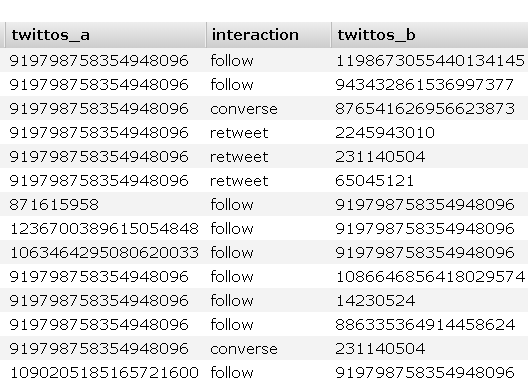 twittos_a interaction twittos_b
919798758354948096 follow 1198673055440134145
919798758354948096 follow 943432861536997377
919798758354948096 converse 876541626956623873
919798758354948096 retweet 2245943010
919798758354948096 retweet 231140504
919798758354948096 retweet 65045121
871615958 follow 919798758354948096
1236700389615054848 follow 919798758354948096
1063464295080620033 follow 919798758354948096
919798758354948096 follow 1086646856418029574
919798758354948096 follow 14230524
919798758354948096 follow 886335364914458624
919798758354948096 converse 231140504
1090205185165721600 follow 919798758354948096